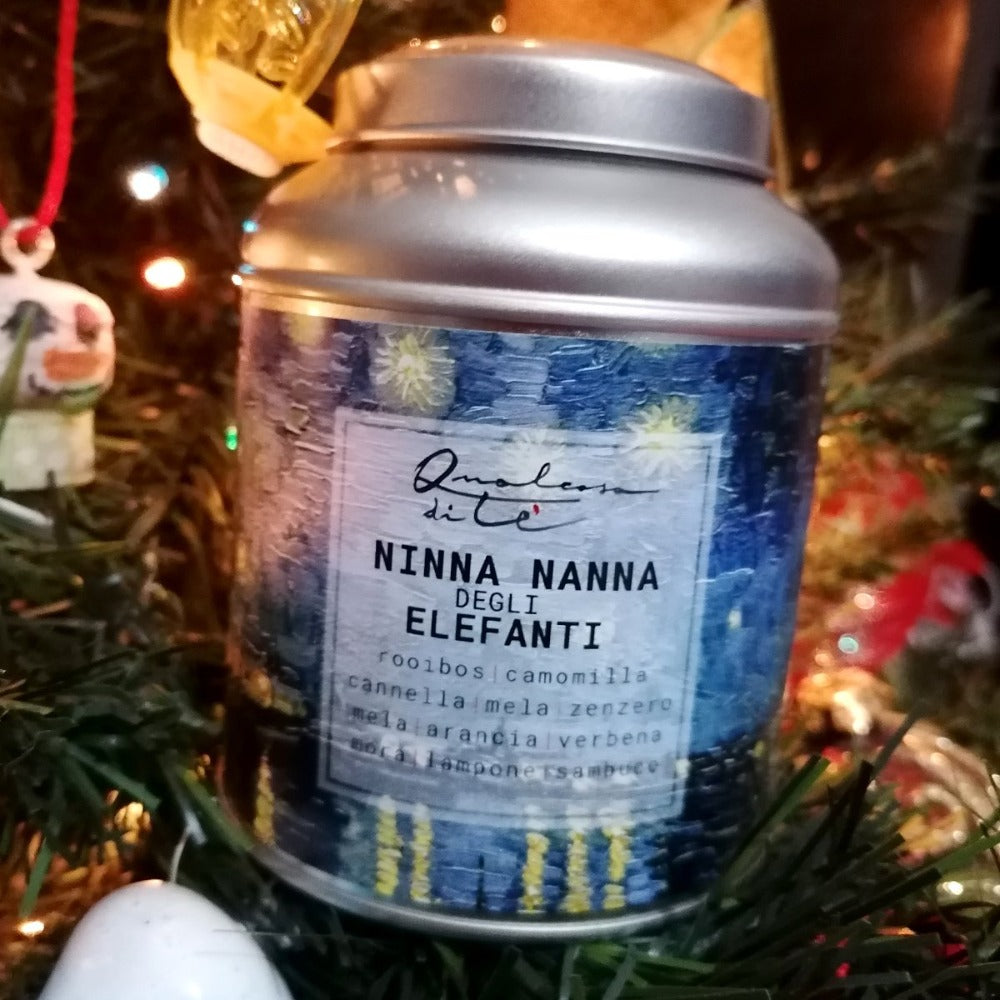 Qualcosa
di tè
NINNA NANNA
DEGLI
ELEFANTI
rooibos|camomilla
cannella|mela|zenzero
mela|arancia|verbena
mora|lampone|sambuco